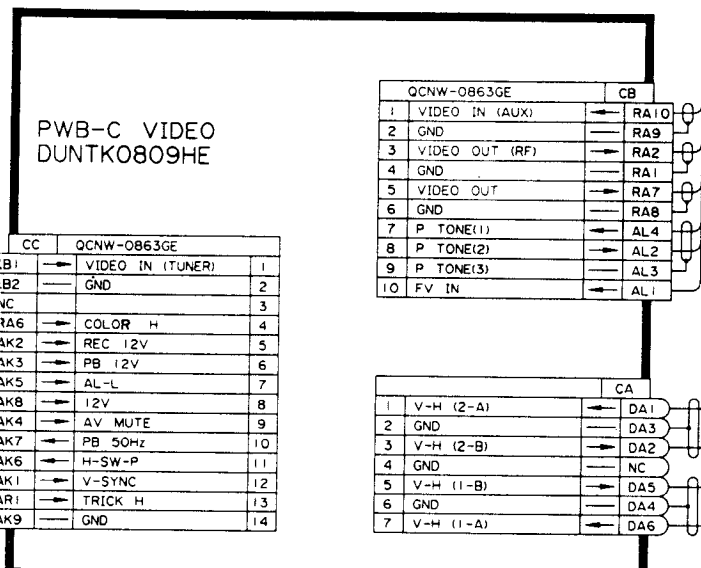 PWB-C VIDEO
DUNTK0809HE
QCNW-0863GE CB
1 VIDEO IN (AUX) RA10
2 GND RA9
3 VIDEO OUT (RF) RA2
4 GND RA1
5 VIDEO OUT RA7
6 GND RA8
7 P TONE(1) AL4
8 P TONE(2) AL2
9 P TONE(3) AL3
10 FV IN AL1
CC QCNW-0863GE
VIDEO IN (TUNER) 1
GND 2
NC 3
RA6 COLOR H 4
AK2 REC 12V 5
AK3 PB 12V 6
AK5 AL-L 7
AK8 12V 8
AK4 AV MUTE 9
AK7 PB 50Hz 10
AK6 H-SW-P 11
AK1 V-SYNC 12
AR1 TRICK H 13
AK9 GND 14
CA
1 V-H (2-A) DA1
2 GND DA3
3 V-H (2-B) DA2
4 GND NC
5 V-H (1-B) DA5
6 GND DA4
7 V-H (1-A) DA6